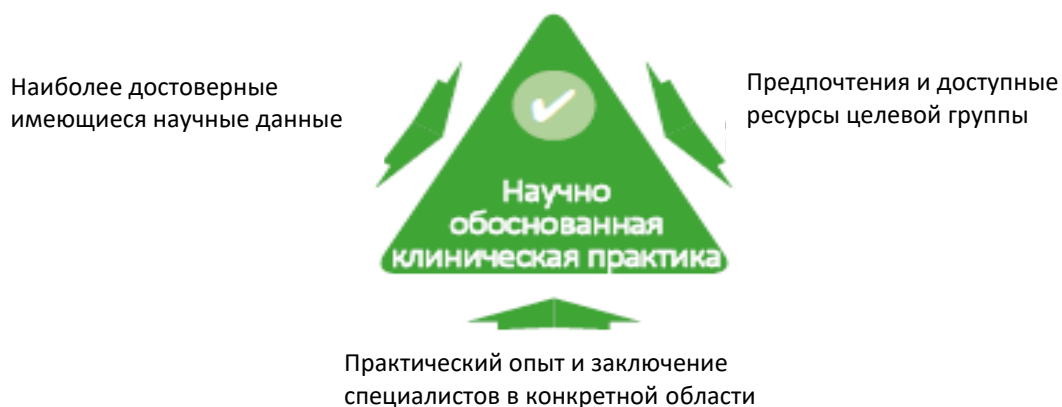 Наиболее достоверные
имеющиеся научные данные
Предпочтения и доступные
ресурсы целевой группы
Научно
обоснованная
клиническая практика
Практический опыт и заключение
специалистов в конкретной области